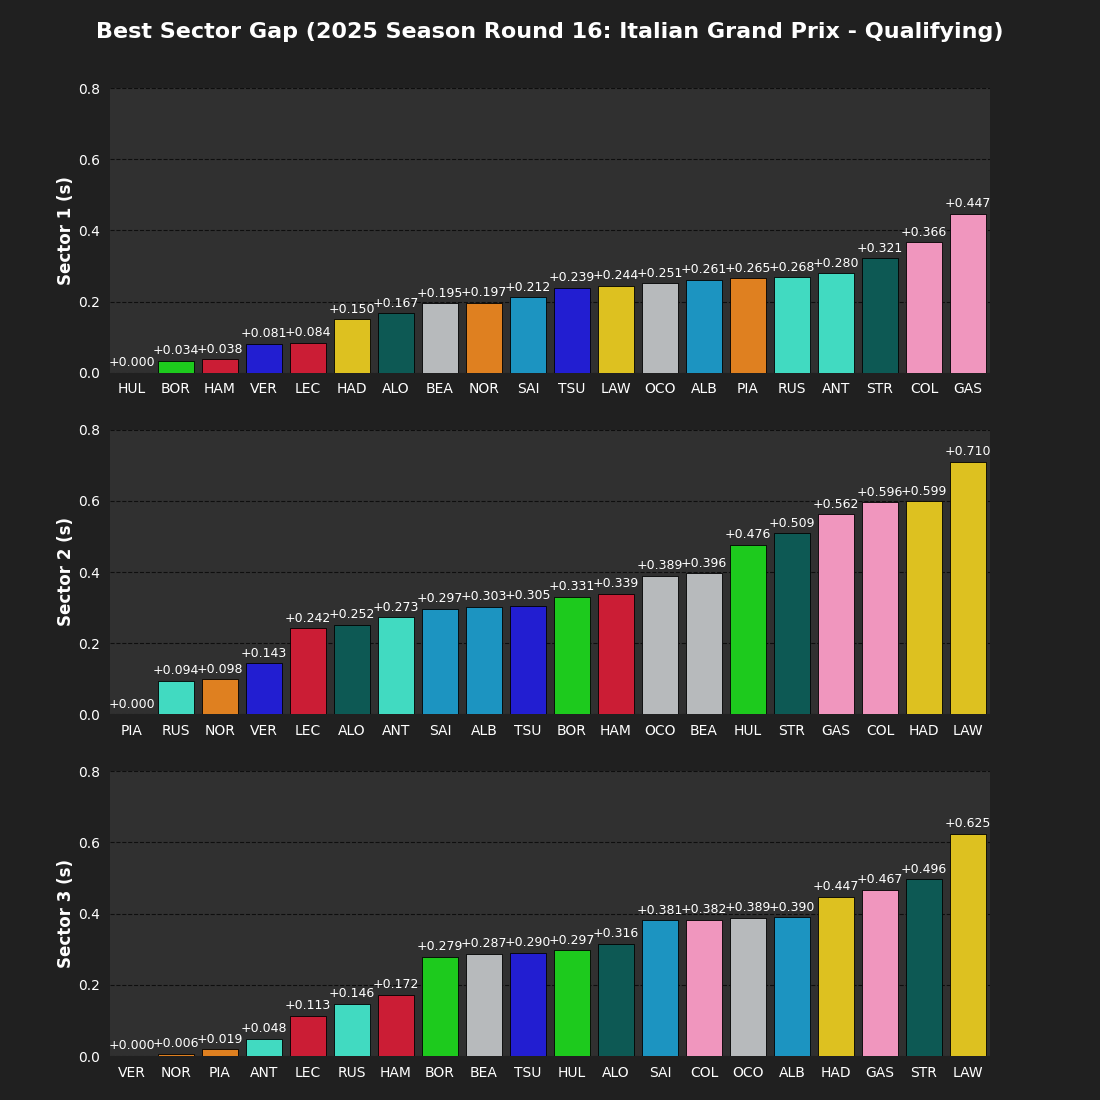 Best Sector Gap (2025 Season Round 16: Italian Grand Prix - Qualifying)
Sector 1 (s)
0.8
0.6
0.4
0.2
0.0
+0.000 +0.034 +0.038 +0.081 +0.084 +0.150 +0.167 +0.195 +0.197 +0.212 +0.239 +0.244 +0.251 +0.261 +0.265 +0.268 +0.280 +0.321 +0.366 +0.447
HUL BOR HAM VER LEC HAD ALO BEA NOR SAI TSU LAW OCO ALB PIA RUS ANT STR COL GAS
Sector 2 (s)
0.8
0.6
0.4
0.2
0.0
+0.000 +0.094 +0.098 +0.143 +0.242 +0.252 +0.273 +0.297 +0.303 +0.305 +0.331 +0.339 +0.389 +0.396 +0.476 +0.509 +0.562 +0.596 +0.599 +0.710
PIA RUS NOR VER LEC ALO ANT SAI ALB TSU BOR HAM OCO BEA HUL STR GAS COL HAD LAW
Sector 3 (s)
0.8
0.6
0.4
0.2
0.0
+0.000 +0.006 +0.019 +0.048 +0.113 +0.146 +0.172 +0.279 +0.287 +0.290 +0.297 +0.316 +0.381 +0.382 +0.389 +0.390 +0.447 +0.467 +0.496 +0.625
VER NOR PIA ANT LEC RUS HAM BOR BEA TSU HUL ALO SAI COL OCO ALB HAD GAS STR LAW